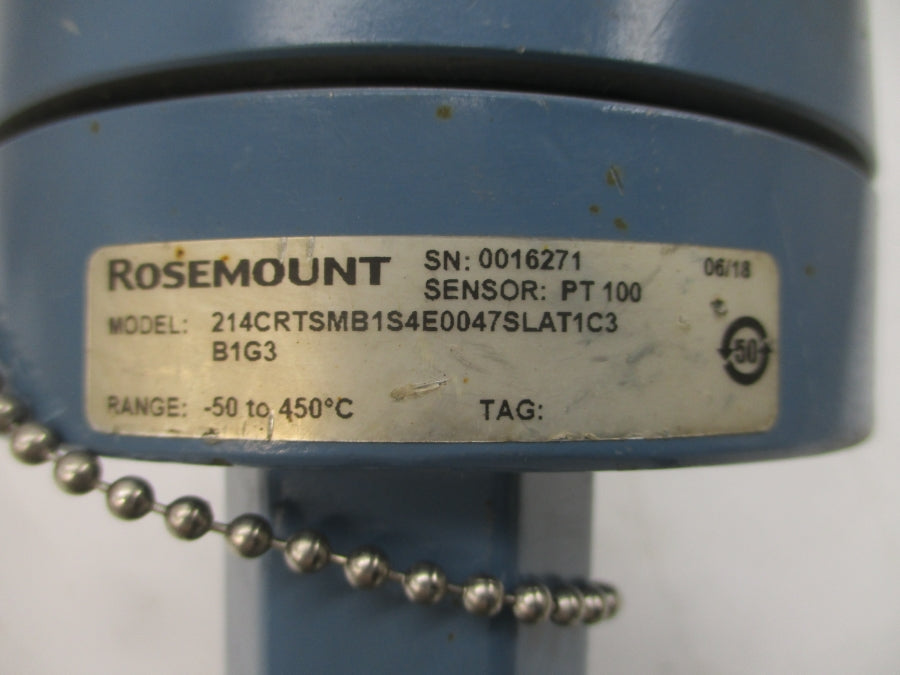 ROSEMOUNT
SN: 0016271
06/18
SENSOR: PT 100
MODEL: 214CRTSMB1S4E0047SLAT1C3
B1G3
50
RANGE: -50 to 450°C
TAG: